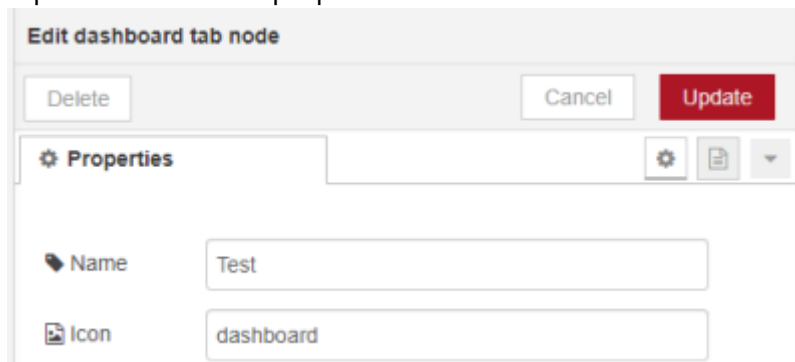 Edit dashboard tab node
Delete Cancel Update
Properties
Name Test
Icon dashboard